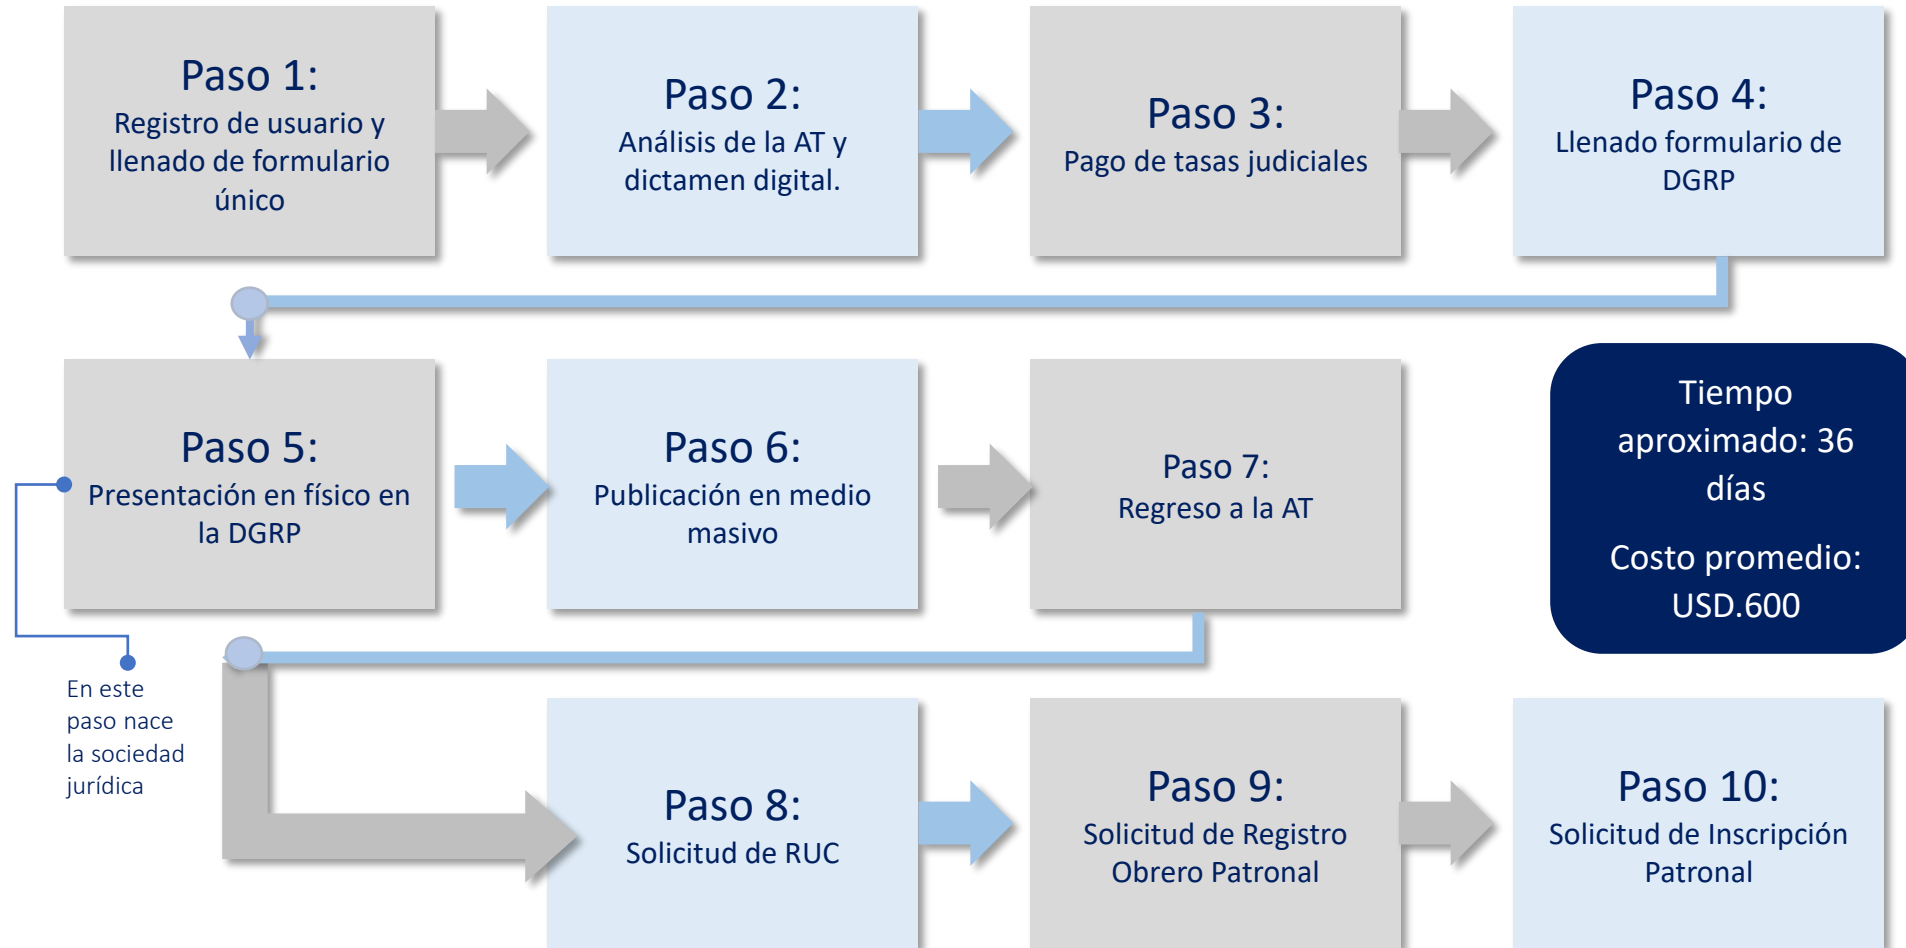 Paso 1:
Registro de usuario y
llenado de formulario
único
Paso 2:
Análisis de la AT y
dictamen digital.
Paso 3:
Pago de tasas judiciales
Paso 4:
Llenado formulario de
DGRP
Paso 5:
Presentación en físico en
la DGRP
Paso 6:
Publicación en medio
masivo
Paso 7:
Regreso a la AT
Tiempo
aproximado: 36
días
Costo promedio:
USD.600
En este
paso nace
la sociedad
jurídica
Paso 8:
Solicitud de RUC
Paso 9:
Solicitud de Registro
Obrero Patronal
Paso 10:
Solicitud de Inscripción
Patronal